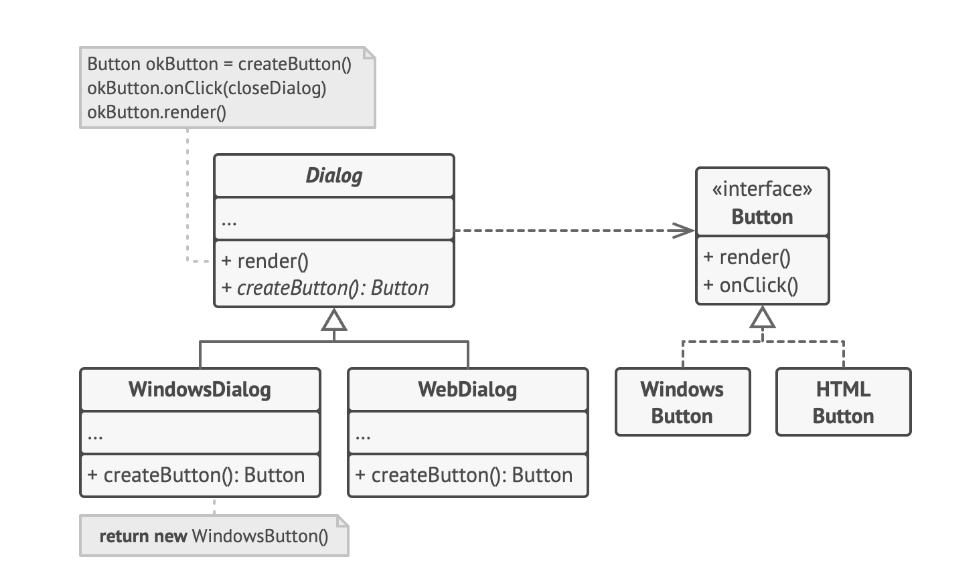 Button okButton = createButton()
okButton.onClick(closeDialog)
okButton.render()
Dialog
...
+ render()
+ createButton(): Button
«interface»
Button
+ render()
+ onClick()
WindowsDialog
...
+ createButton(): Button
WebDialog
...
+ createButton(): Button
Windows
Button
HTML
Button
return new WindowsButton()